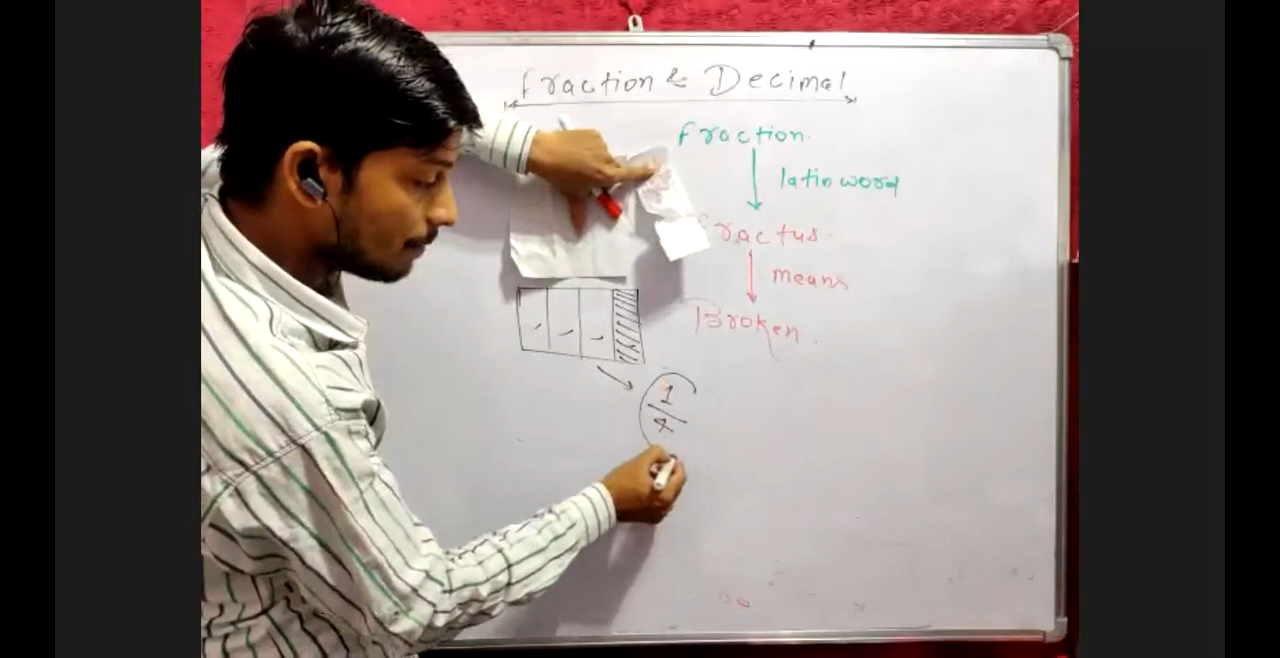 Fraction & Decimal
Fraction.
latin word
Fractus.
means
Broken.
1
4